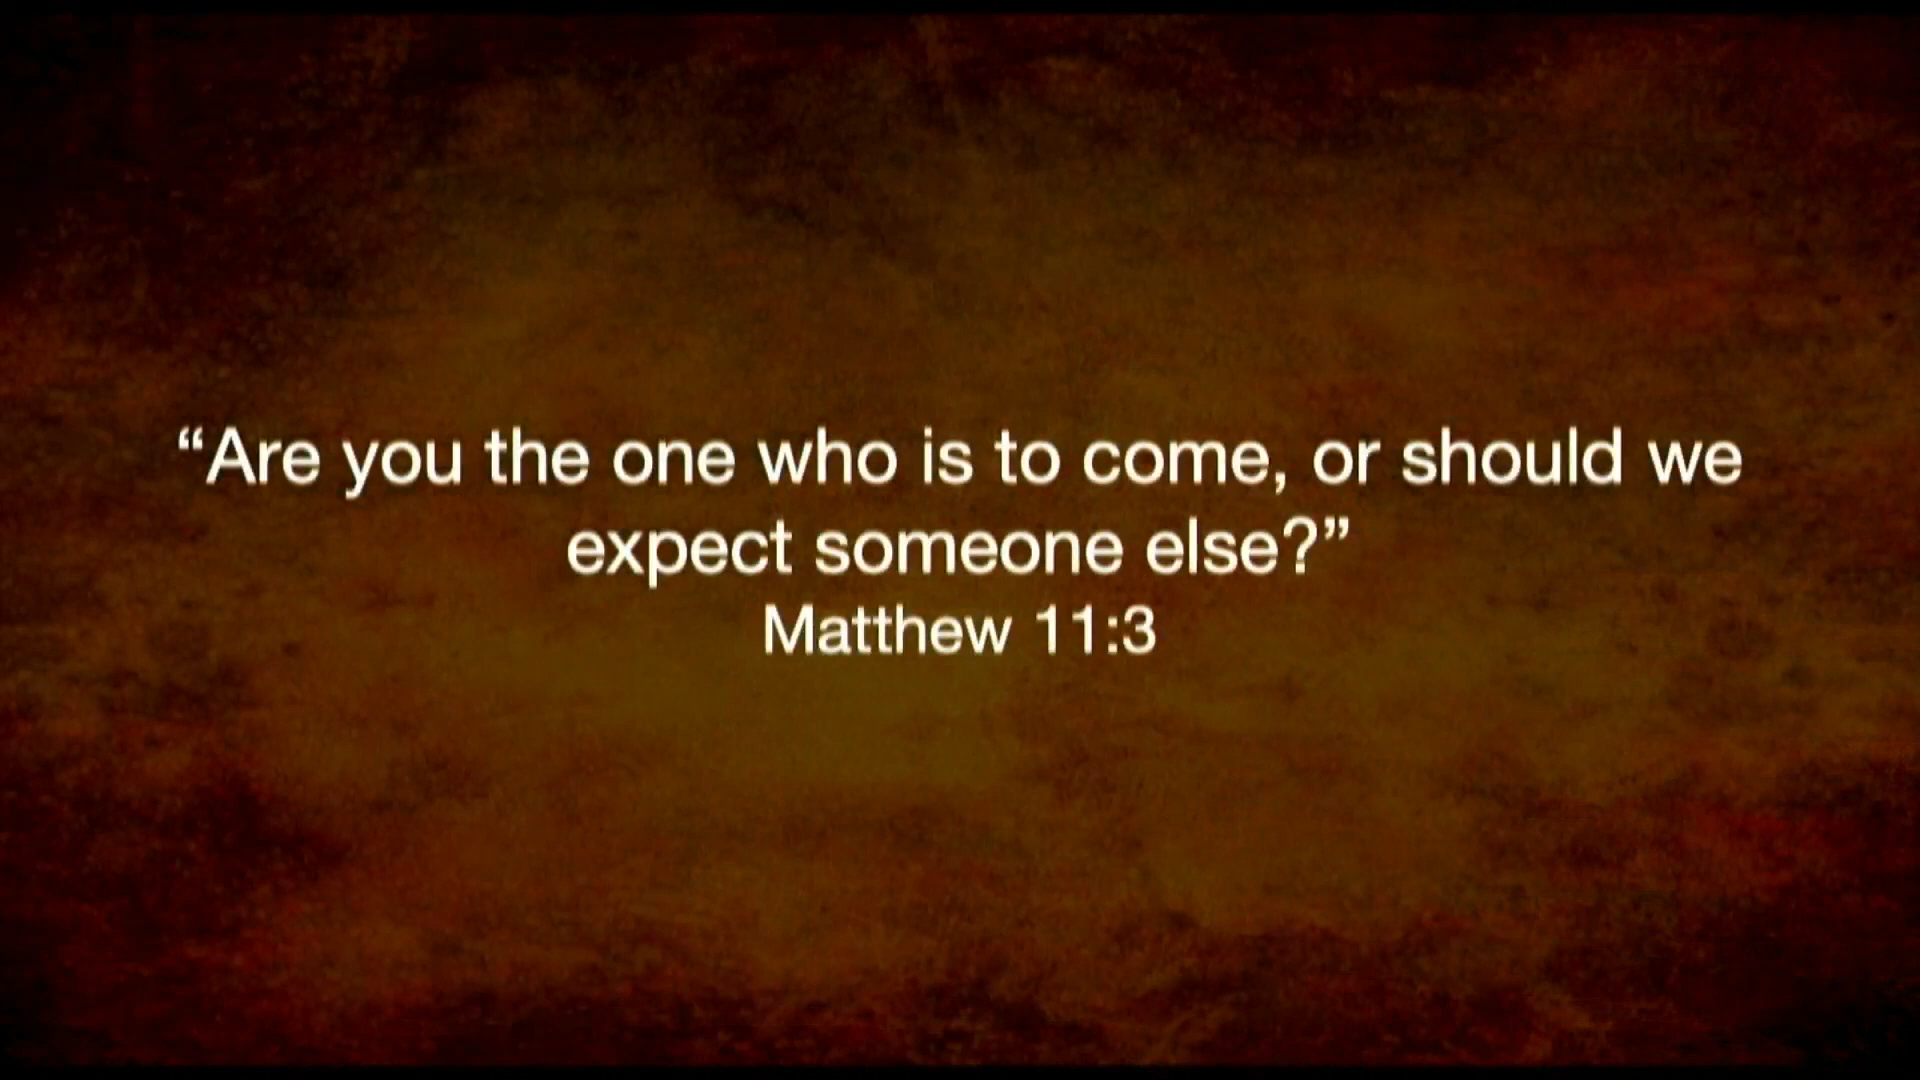 “Are you the one who is to come, or should we
expect someone else?”
Matthew 11:3